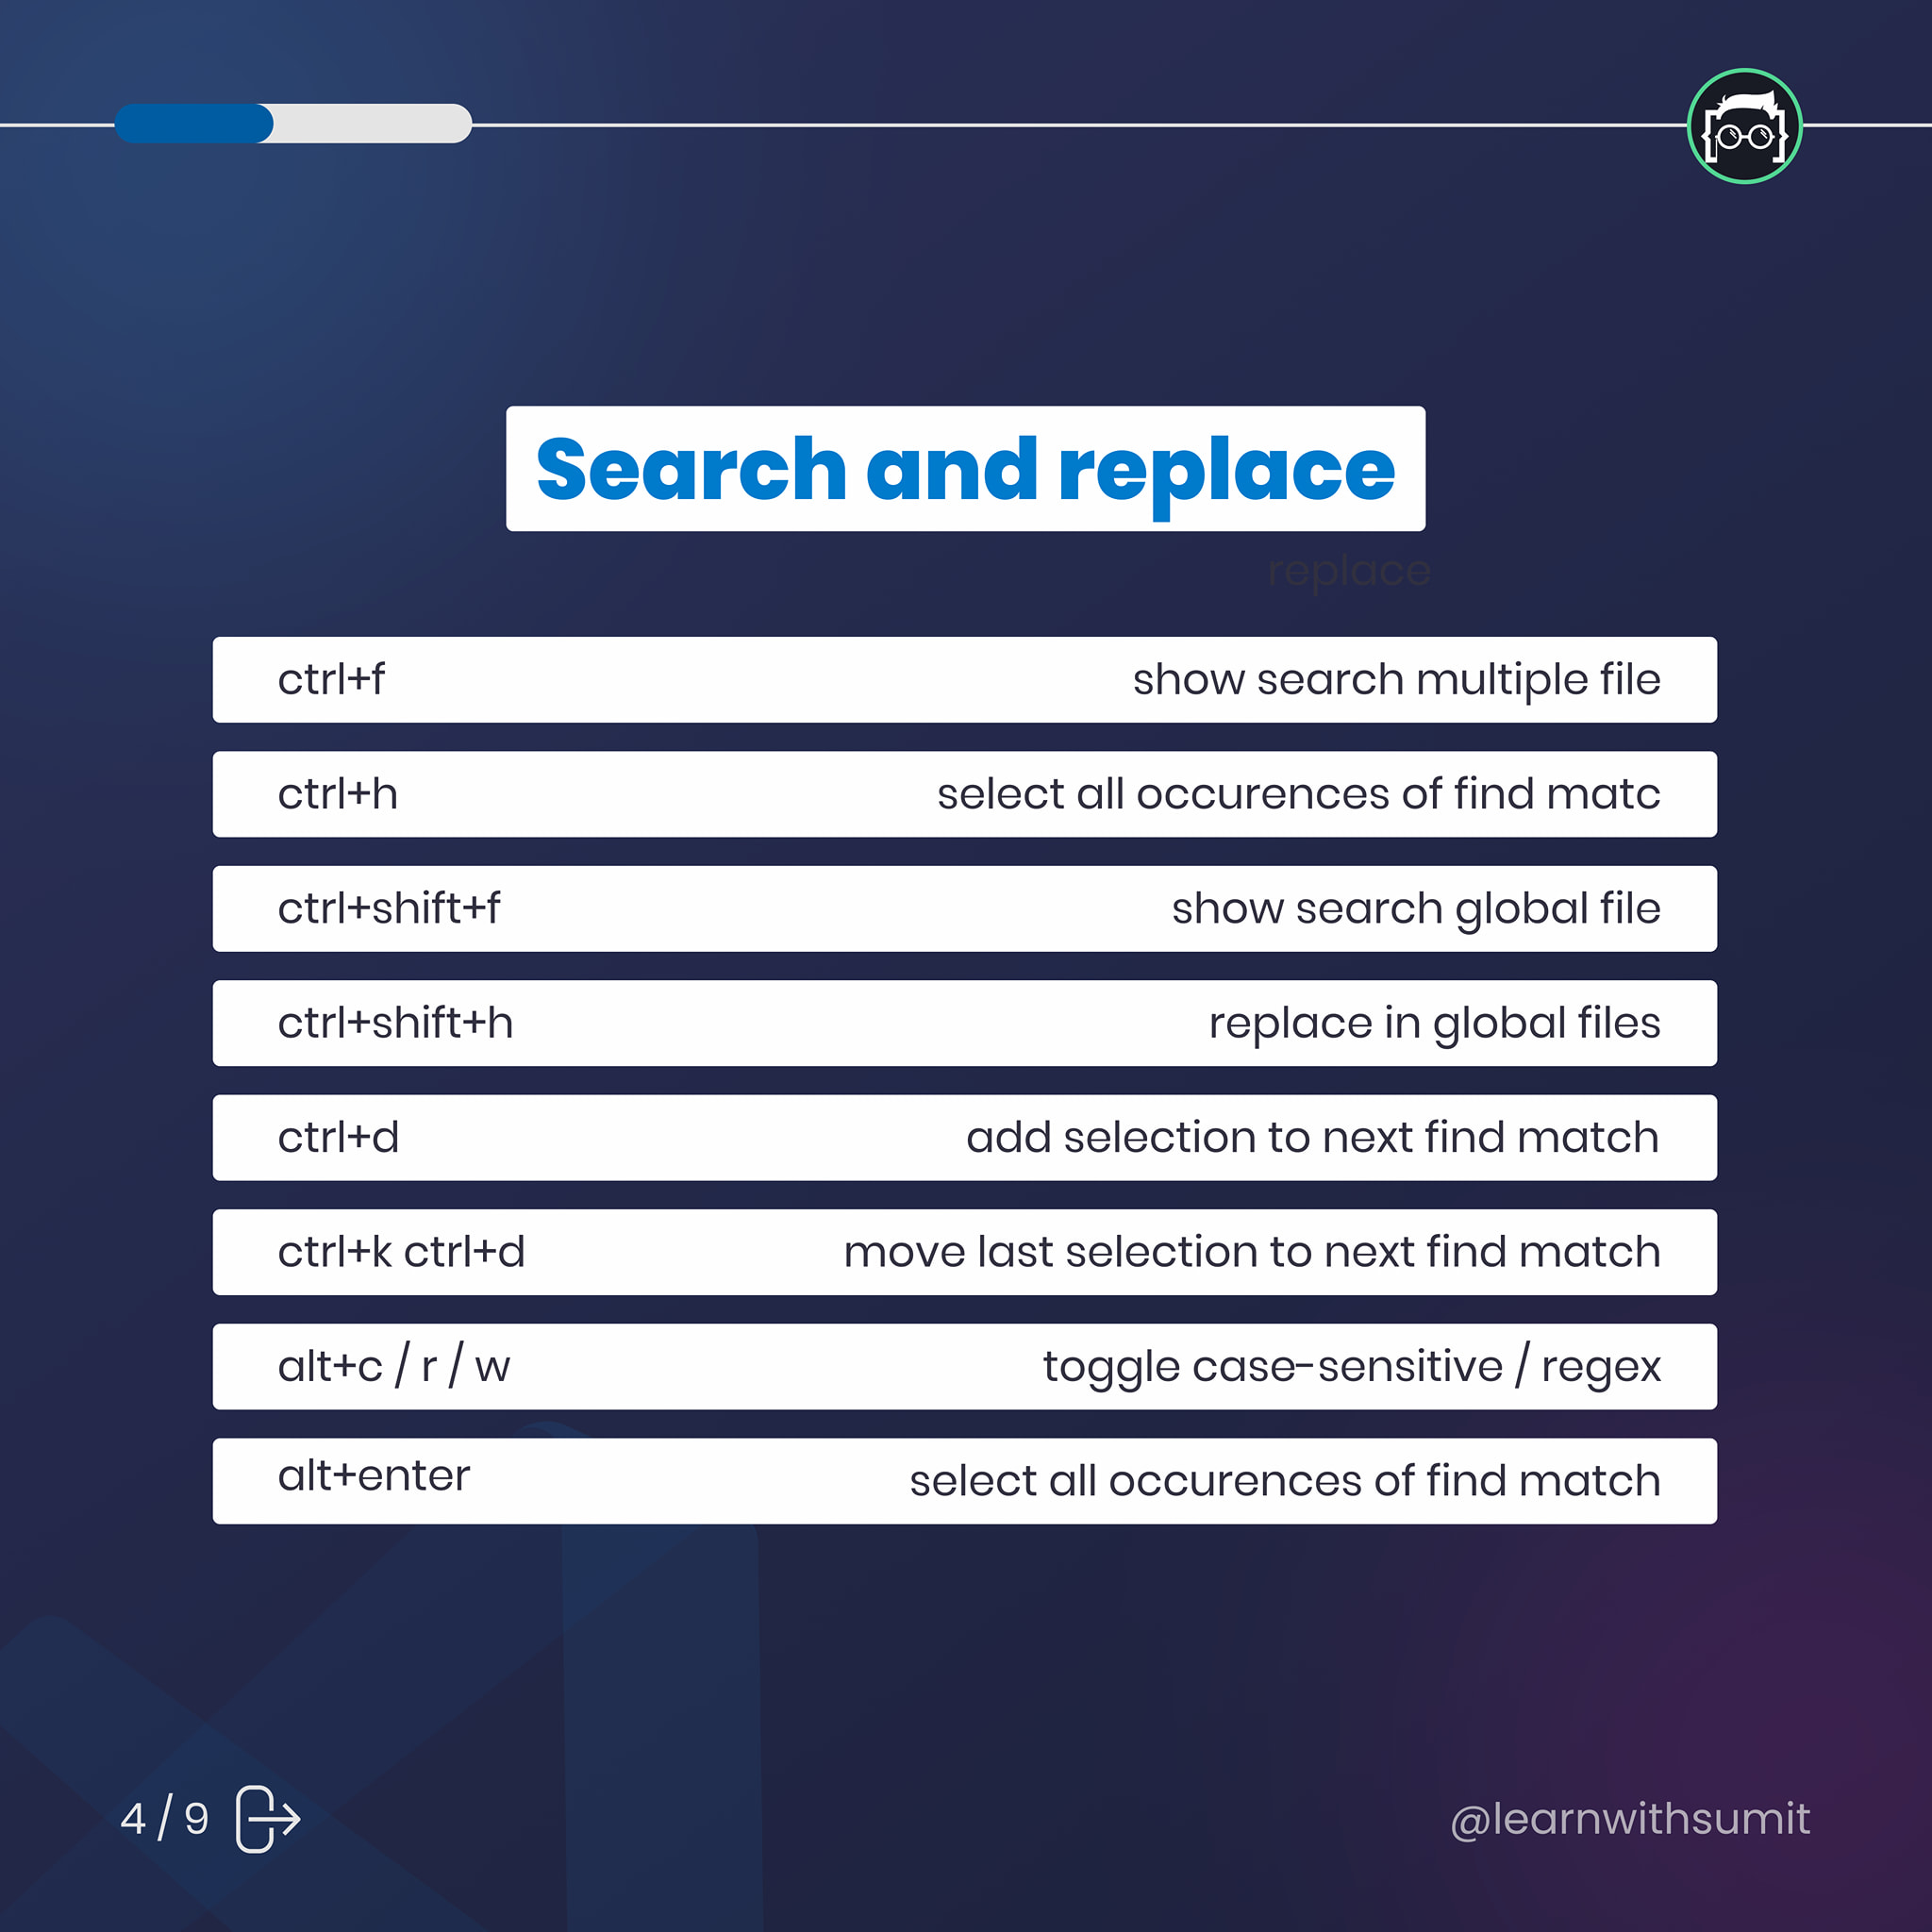 Search and replace
replace
ctrl+f show search multiple file
ctrl+h select all occurences of find matc
ctrl+shift+f show search global file
ctrl+shift+h replace in global files
ctrl+d add selection to next find match
ctrl+k ctrl+d move last selection to next find match
alt+c / r / w toggle case-sensitive / regex
alt+enter select all occurences of find match
4 / 9 @learnwithsumit